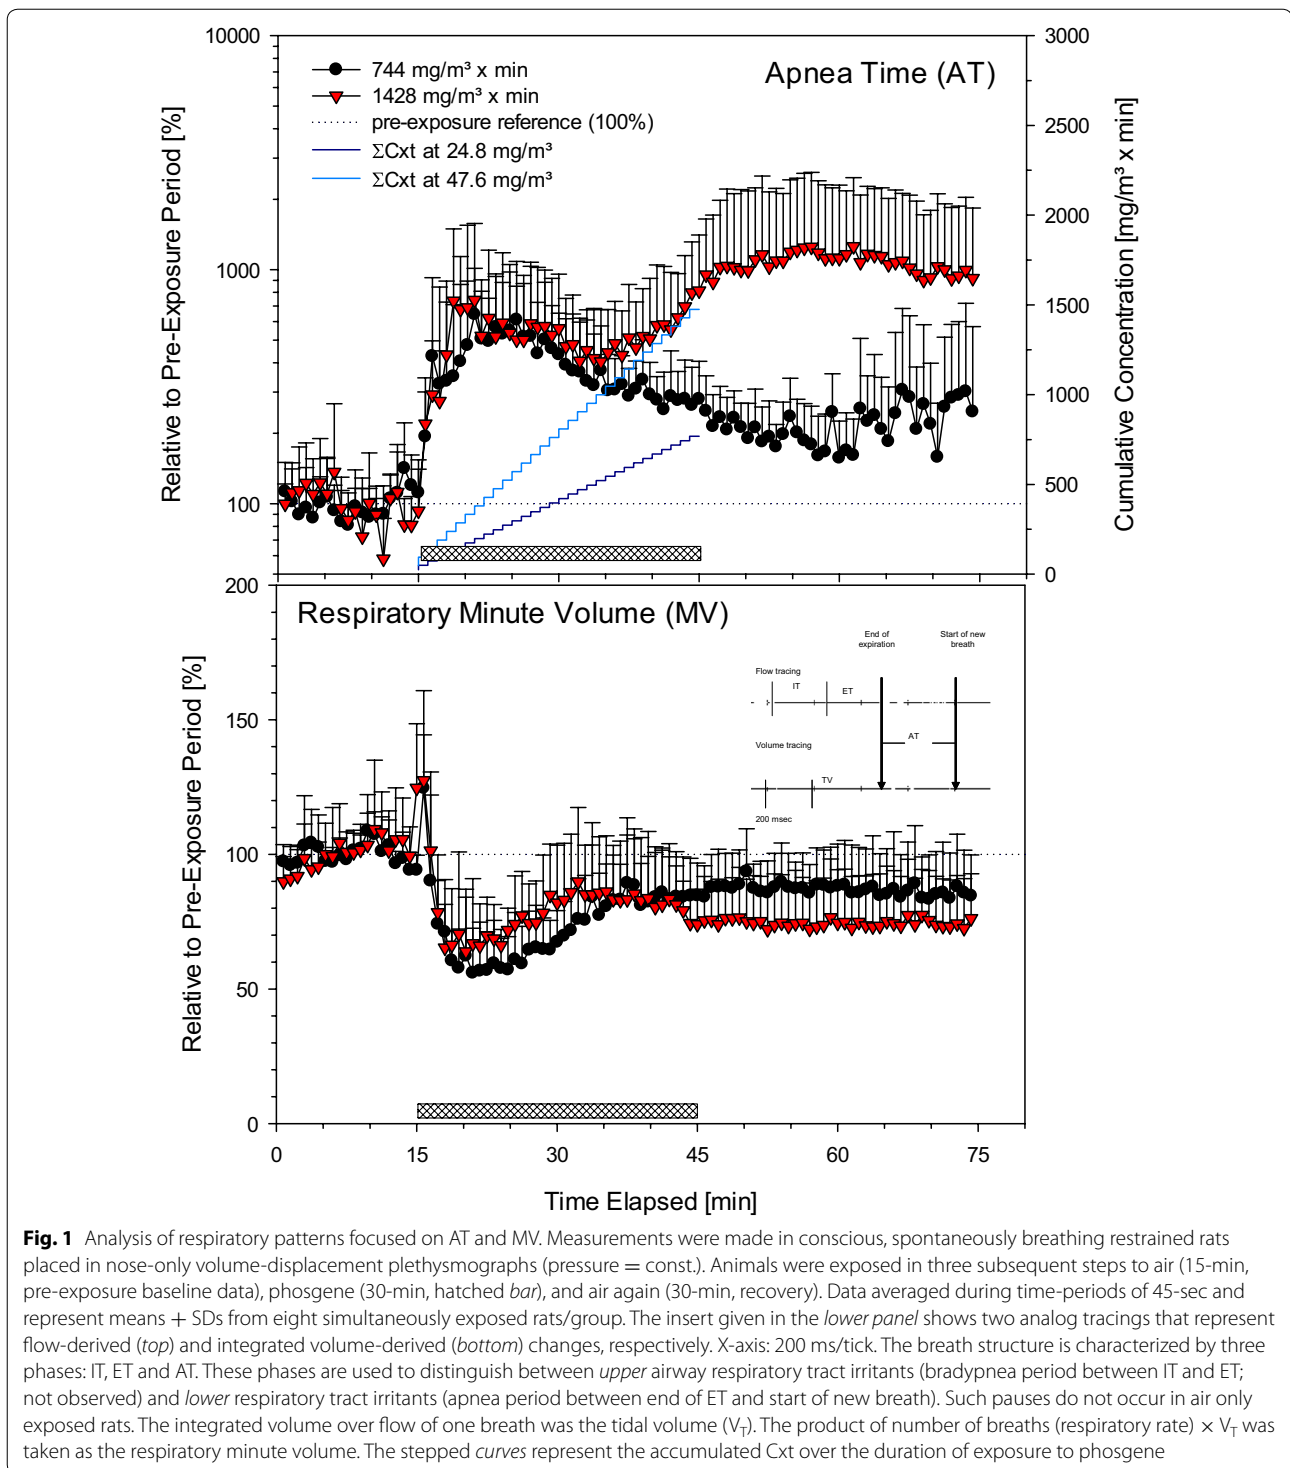 Apnea Time (AT)
744 mg/m³ x min
1428 mg/m³ x min
pre-exposure reference (100%)
ΣCxt at 24.8 mg/m³
ΣCxt at 47.6 mg/m³
Relative to Pre-Exposure Period [%]
10000
1000
100
Cumulative Concentration [mg/m³ x min]
3000
2500
2000
1500
1000
500
0
Respiratory Minute Volume (MV)
Relative to Pre-Exposure Period [%]
200
150
100
50
0
End of
expiration
Start of new
breath
Flow tracing
IT
ET
AT
Volume tracing
TV
200 msec
0 15 30 45 60 75
Time Elapsed [min]
Fig. 1 Analysis of respiratory patterns focused on AT and MV. Measurements were made in conscious, spontaneously breathing restrained rats
placed in nose-only volume-displacement plethysmographs (pressure = const.). Animals were exposed in three subsequent steps to air (15-min,
pre-exposure baseline data), phosgene (30-min, hatched bar), and air again (30-min, recovery). Data averaged during time-periods of 45-sec and
represent means + SDs from eight simultaneously exposed rats/group. The insert given in the lower panel shows two analog tracings that represent
flow-derived (top) and integrated volume-derived (bottom) changes, respectively. X-axis: 200 ms/tick. The breath structure is characterized by three
phases: IT, ET and AT. These phases are used to distinguish between upper airway respiratory tract irritants (bradypnea period between IT and ET;
not observed) and lower respiratory tract irritants (apnea period between end of ET and start of new breath). Such pauses do not occur in air only
exposed rats. The integrated volume over flow of one breath was the tidal volume (V_T). The product of number of breaths (respiratory rate) × V_T was
taken as the respiratory minute volume. The stepped curves represent the accumulated Cxt over the duration of exposure to phosgene